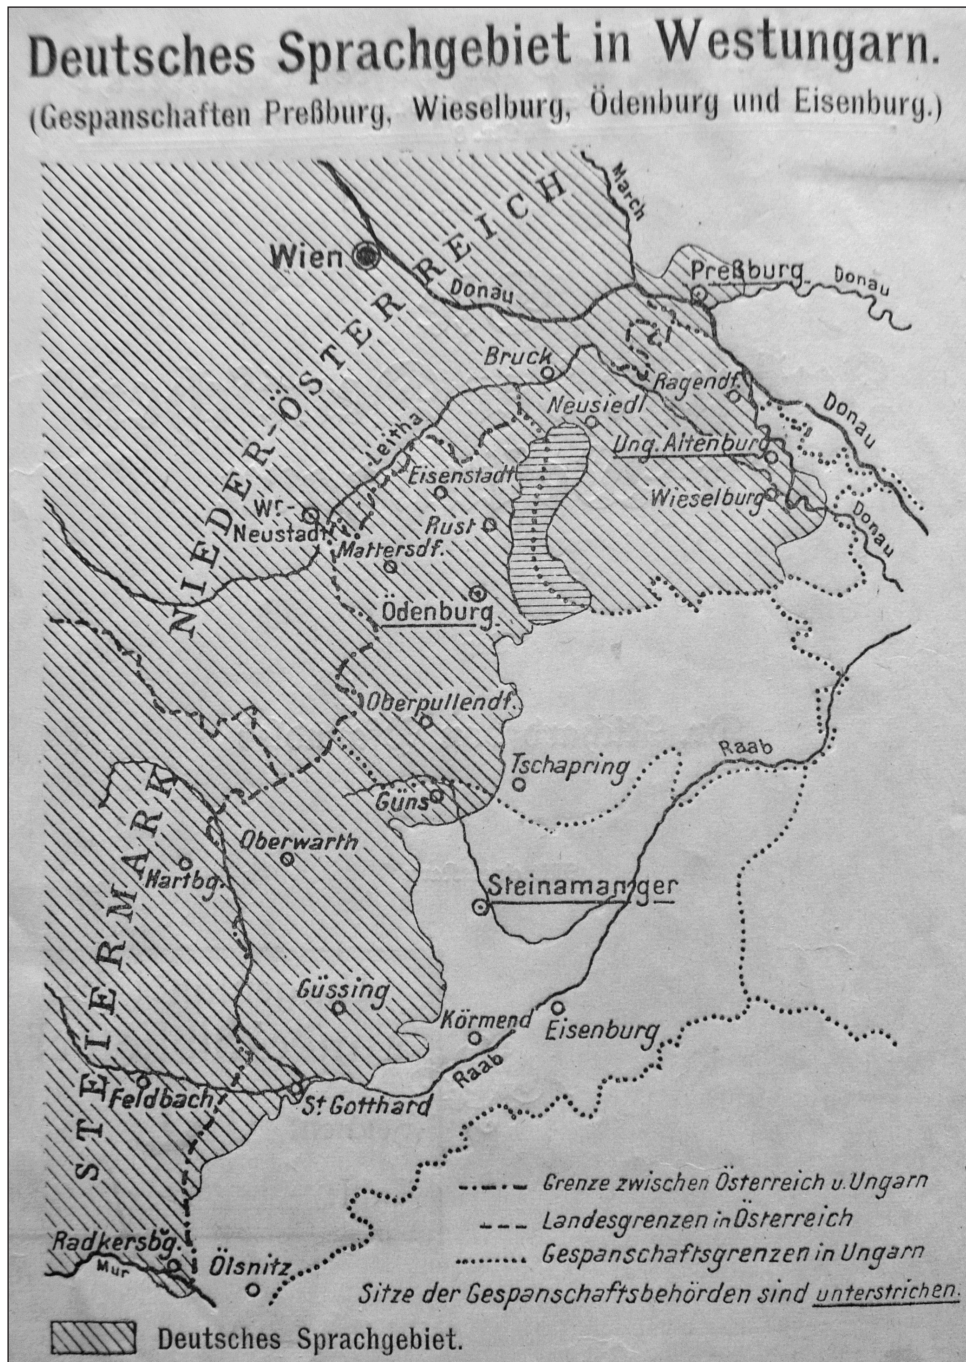 Deutsches Sprachgebiet in Westungarn.
(Gespanschaften Preßburg, Wieselburg, Ödenburg und Eisenburg.)
March
NIEDER-ÖSTERREICH
Wien
Preßburg
Donau
Donau
Bruck
Ragendf.
Neusiedl
Donau
Leitha
Ung. Altenburg
Eisenstadt
Wieselburg
Wr.-
Neustadt
Rust
Donau
Mattersdf.
Ödenburg
Oberpullendf.
Raab
Tschapring
Güns
STEIERMARK
Oberwarth
Hartbg.
Steinamanger
Güssing
Körmend
Eisenburg
Raab
Feldbach
St. Gotthard
Grenze zwischen Österreich u. Ungarn
Landesgrenzen in Österreich
Radkersbg.
Gespanschaftsgrenzen in Ungarn
Mur
Ölsnitz
Sitze der Gespanschaftsbehörden sind unterstrichen.
Deutsches Sprachgebiet.